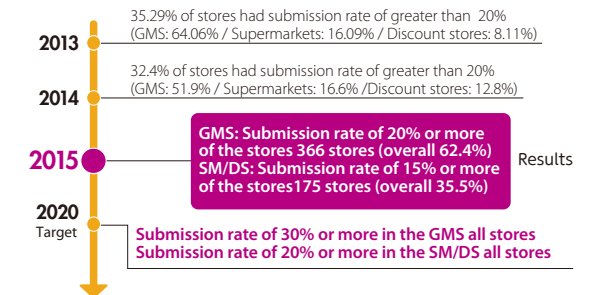 35.29% of stores had submission rate of greater than 20%
2013
(GMS: 64.06% / Supermarkets: 16.09% / Discount stores: 8.11%)
32.4% of stores had submission rate of greater than 20%
2014
(GMS: 51.9% / Supermarkets: 16.6% /Discount stores: 12.8%)
GMS: Submission rate of 20% or more
of the stores 366 stores (overall 62.4%)
2015
SM/DS: Submission rate of 15% or more
of the stores175 stores (overall 35.5%)
Results
2020
Target
Submission rate of 30% or more in the GMS all stores
Submission rate of 20% or more in the SM/DS all stores